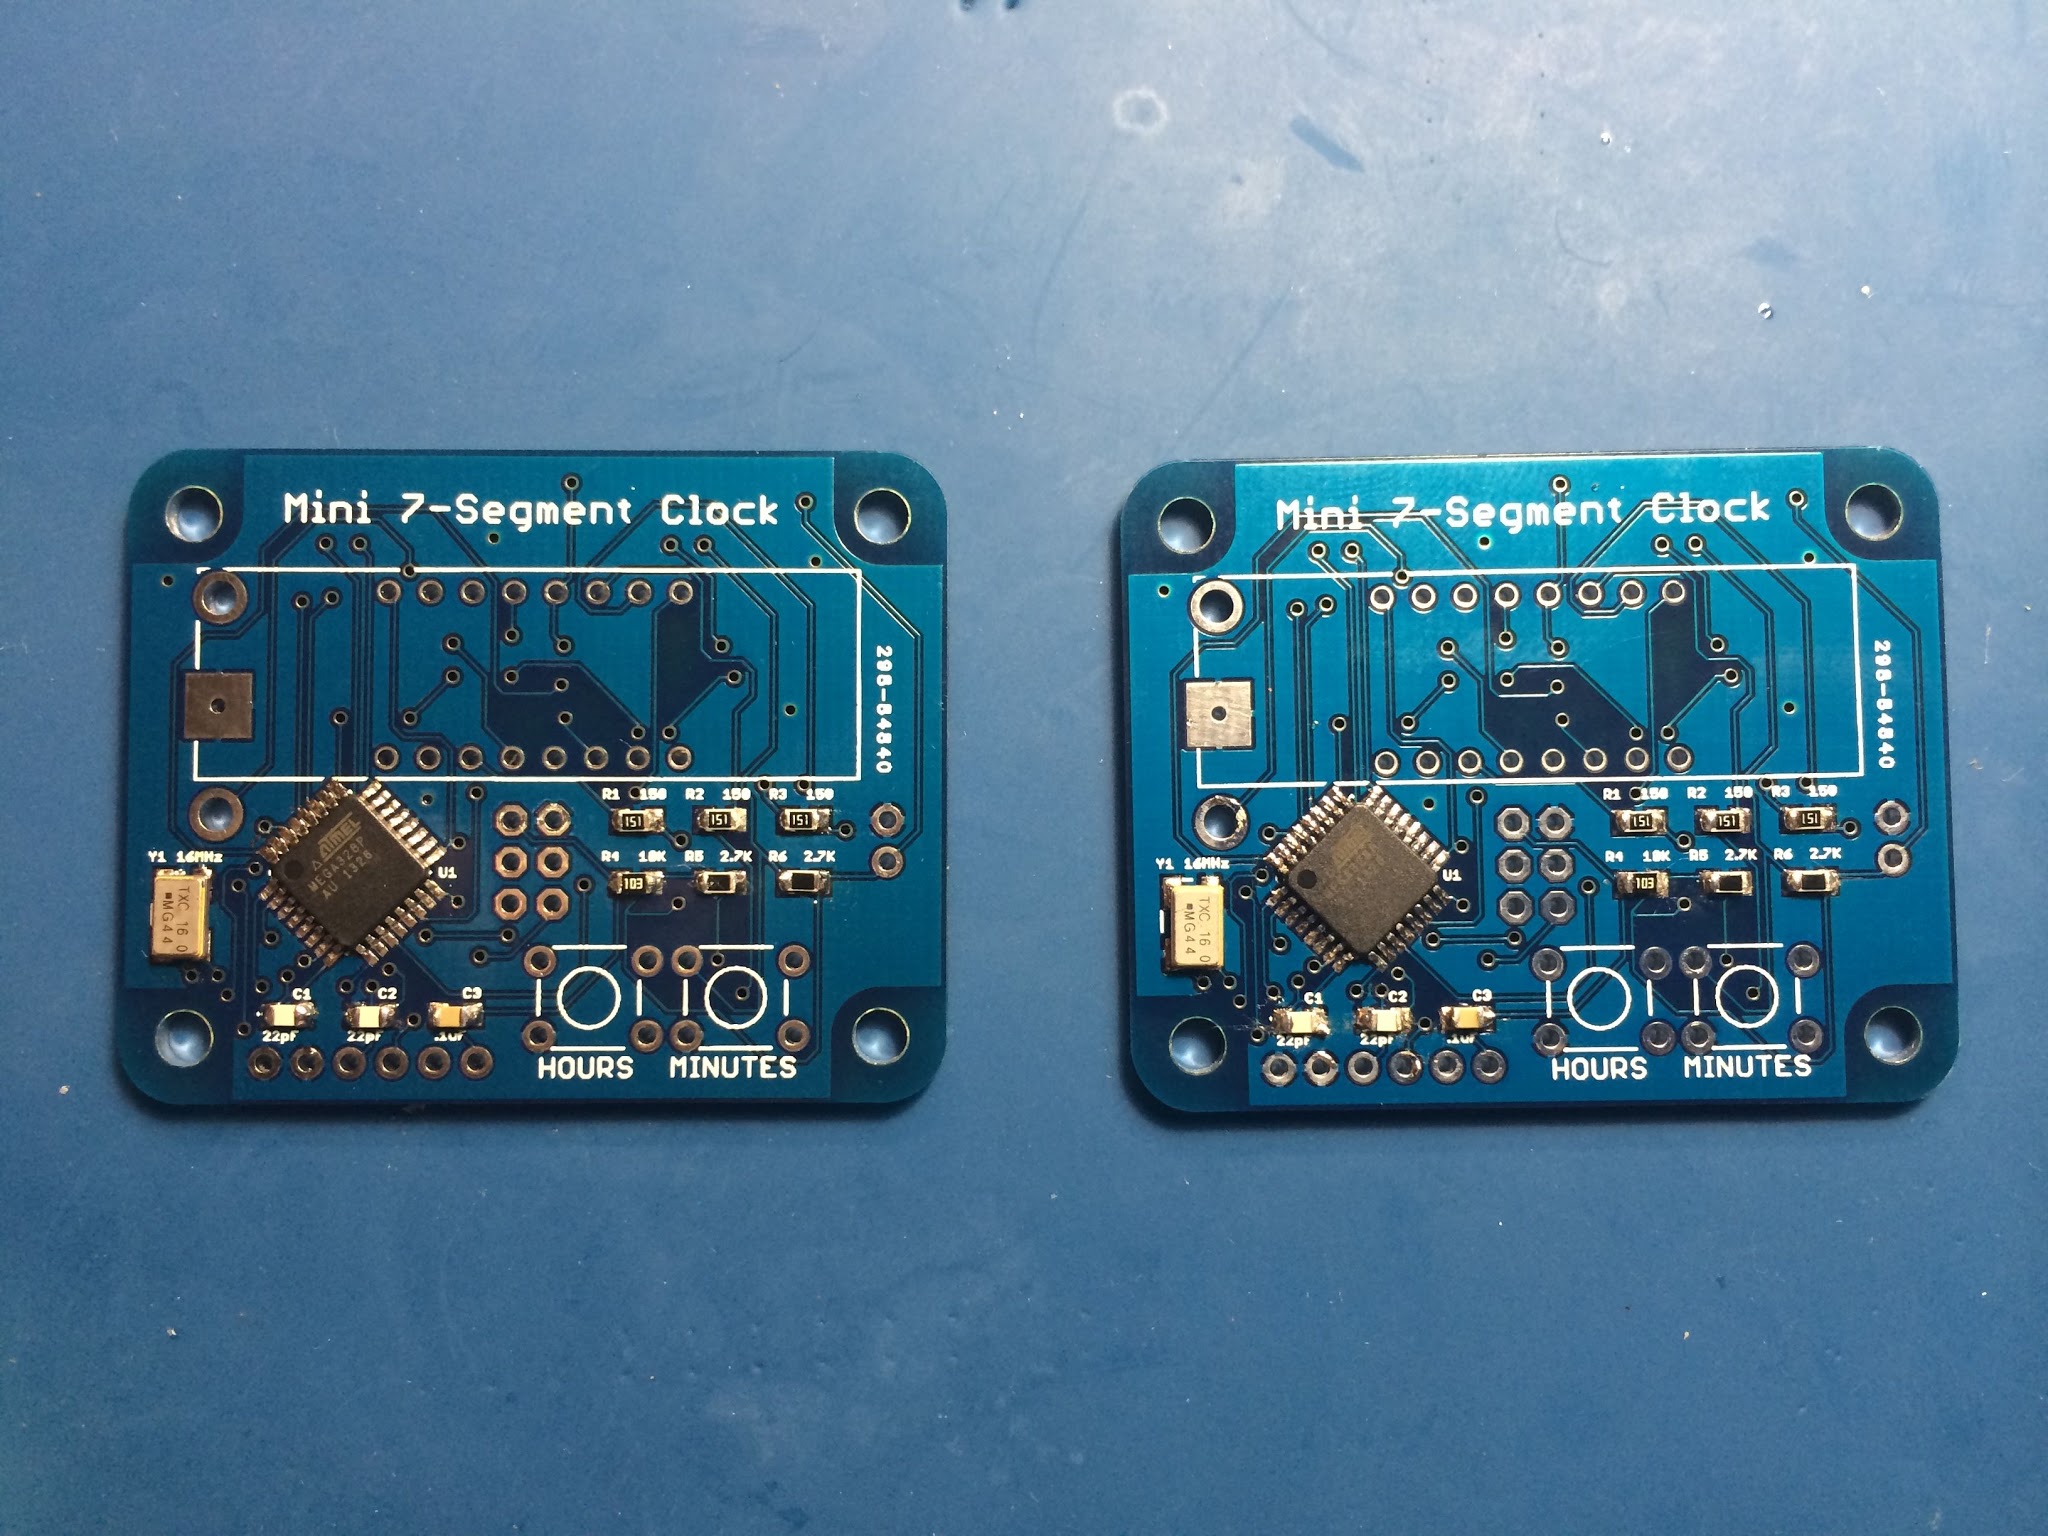 Mini 7-Segment Clock
298-84840
R1 150 R2 150 R3 150
151 151 151
R4 10K R5 2.7K R6 2.7K
103
Y1 16MHz
TXC 16 0
MG44
ATMEL
MEGA328P
AU 1328
U1
C1 C2 C3
22pF 22pF .1uF
HOURS MINUTES
Mini 7-Segment Clock
298-84840
R1 150 R2 150 R3 150
151 151 151
R4 10K R5 2.7K R6 2.7K
103
Y1 16MHz
TXC 16 0
MG44
U1
C1 C2 C3
22pF 22pF .1uF
HOURS MINUTES